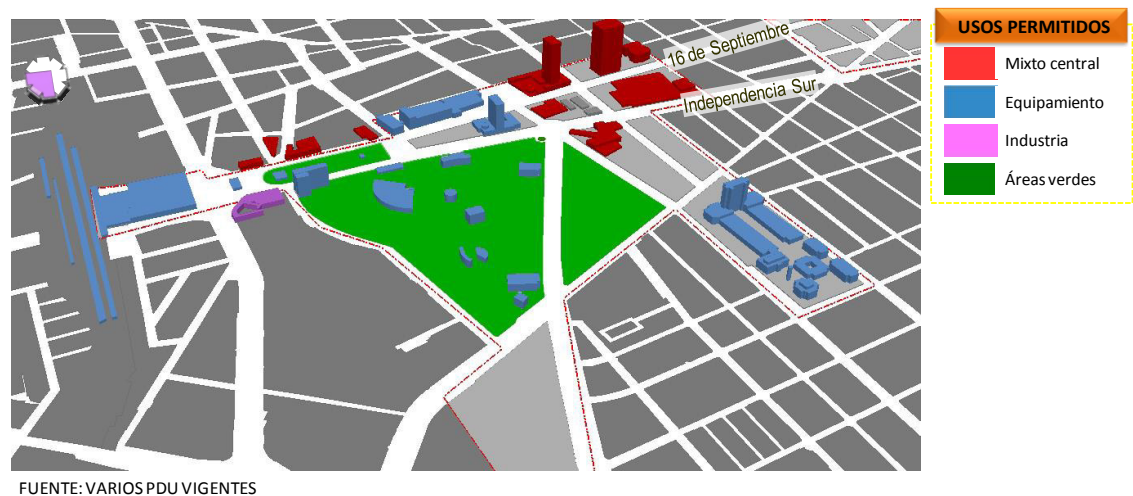 16 de Septiembre
Independencia Sur
USOS PERMITIDOS
Mixto central
Equipamiento
Industria
Áreas verdes
FUENTE: VARIOS PDU VIGENTES